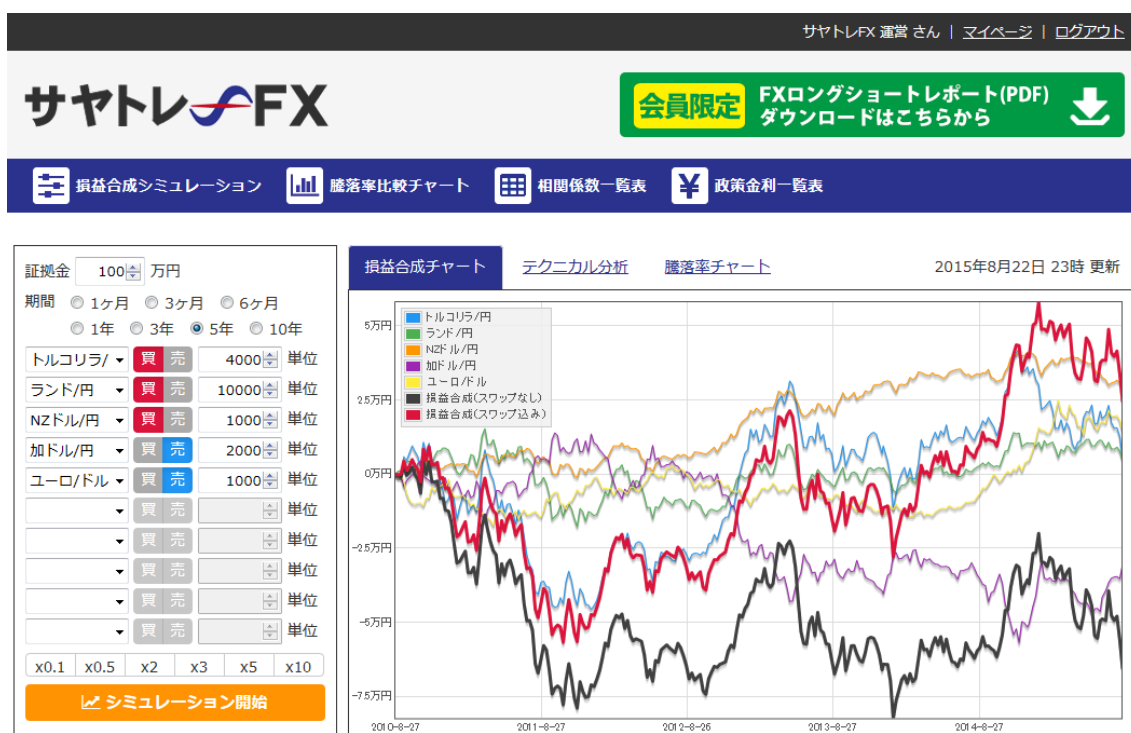 サヤトレFX 運営 さん | マイページ | ログアウト
サヤトレFX
会員限定
FXロングショートレポート(PDF)
ダウンロードはこちらから
損益合成シミュレーション
騰落率比較チャート
相関係数一覧表
¥ 政策金利一覧表
証拠金 100 万円
期間 1ヶ月 3ヶ月 6ヶ月
1年 3年 5年 10年
トルコリラ/ 買 売 4000 単位
ランド/円 買 売 10000 単位
NZドル/円 買 売 1000 単位
加ドル/円 買 売 2000 単位
ユーロ/ドル 買 売 1000 単位
買 売 単位
買 売 単位
買 売 単位
買 売 単位
買 売 単位
x0.1 x0.5 x2 x3 x5 x10
シミュレーション開始
損益合成チャート
テクニカル分析
騰落率チャート
2015年8月22日 23時 更新
トルコリラ/円
ランド/円
NZドル/円
加ドル/円
ユーロ/ドル
損益合成(スワップなし)
損益合成(スワップ込み)
5万円
2.5万円
0万円
-2.5万円
-5万円
-7.5万円
2010-8-27
2011-8-27
2012-8-26
2013-8-27
2014-8-27